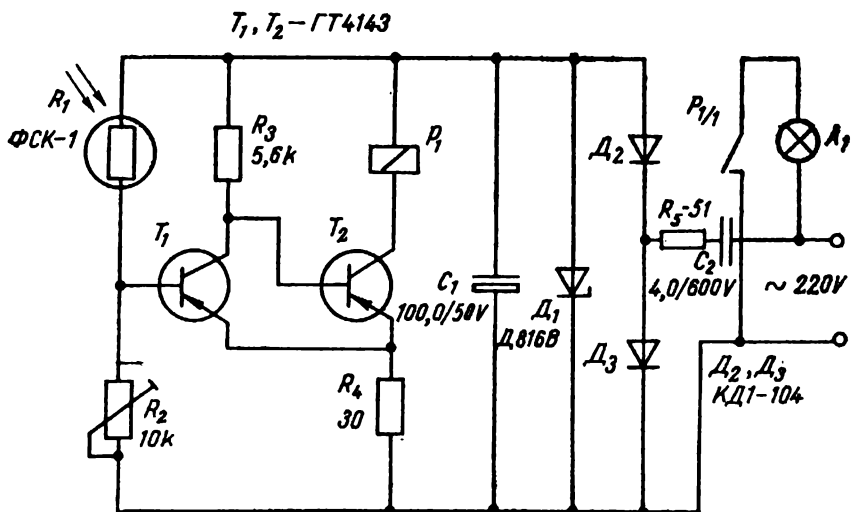 T₁, T₂ – ГТ4143
R₁
ФСК-1
R₃
5,6k
P₁
P₁/₁
Л₁
Д₂
R₅-51
C₂
4,0/600V
~ 220V
T₁
T₂
C₁
100,0/50V
Д₁
Д816В
Д₃
Д₂, Д₃
КД1-104
R₂
10k
R₄
30